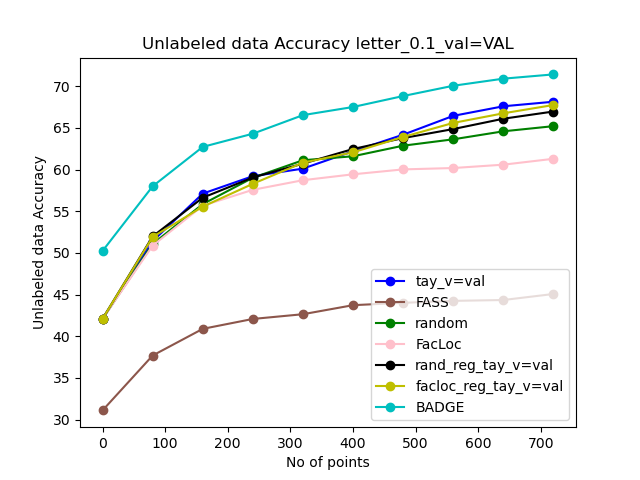 Unlabeled data Accuracy letter_0.1_val=VAL
Unlabeled data Accuracy
70
65
60
55
50
45
40
35
30
tay_v=val
FASS
random
FacLoc
rand_reg_tay_v=val
facloc_reg_tay_v=val
BADGE
0 100 200 300 400 500 600 700
No of points